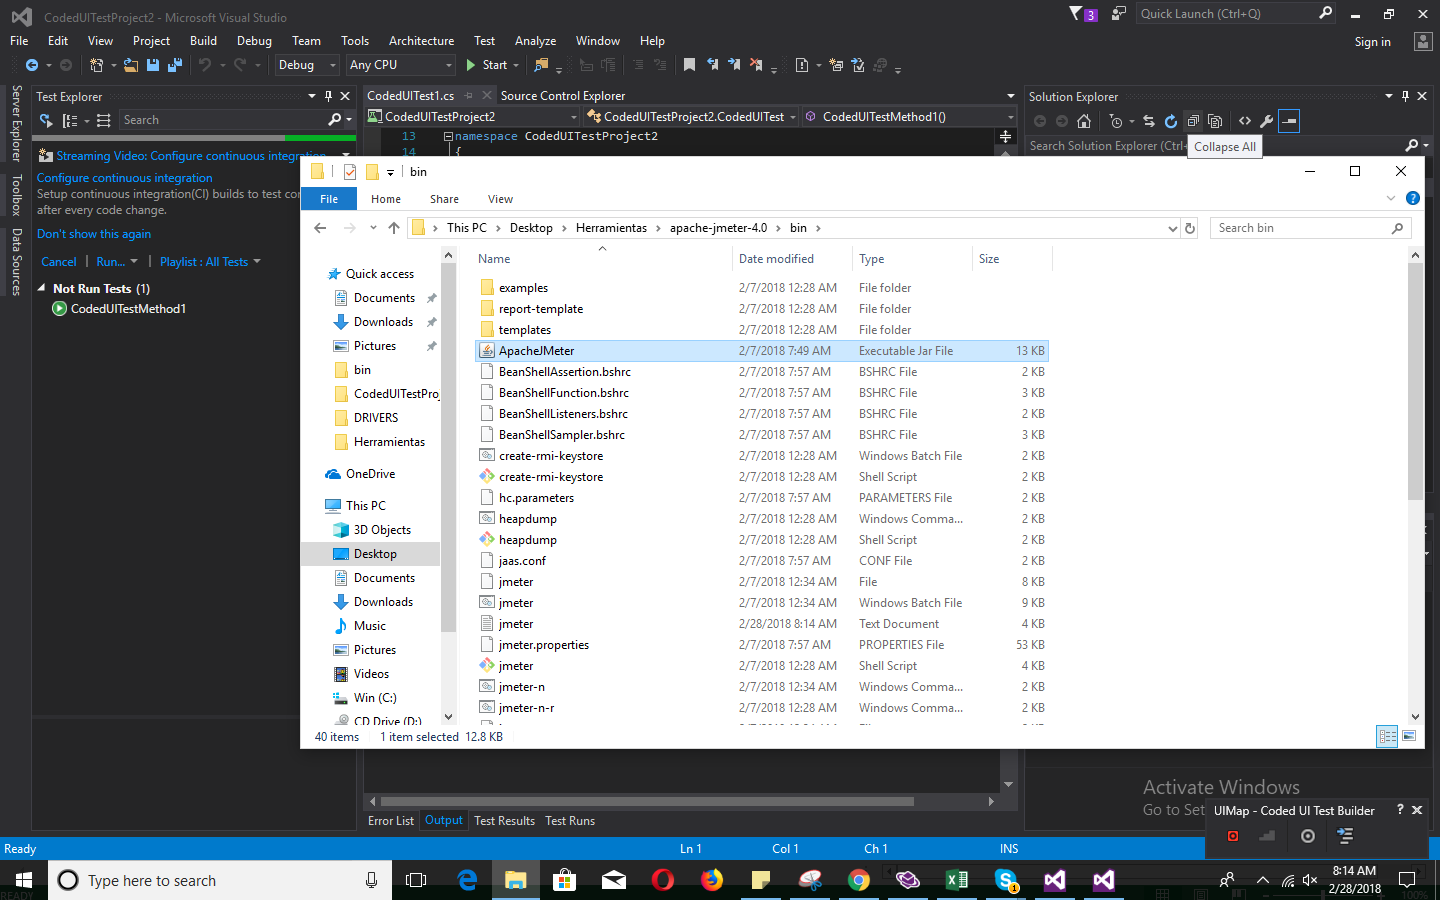 CodedUITestProject2 - Microsoft Visual Studio
3
Quick Launch (Ctrl+Q)
File Edit View Project Build Debug Team Tools Architecture Test Analyze Window Help
Sign in
Debug
Any CPU
Start
Server Explorer
Toolbox
Data Sources
Test Explorer
Search
Streaming Video: Configure continuous integration
Configure continuous integration
Setup continuous integration(CI) builds to test con
after every code change.
Don't show this again
Cancel | Run... | Playlist : All Tests
Not Run Tests (1)
CodedUITestMethod1
CodedUITest1.cs
Source Control Explorer
CodedUITestProject2
CodedUITestProject2.CodedUITest
CodedUITestMethod1()
13 namespace CodedUITestProject2
14 {
Solution Explorer
Search Solution Explorer (Ctrl+
Collapse All
bin
File Home Share View
This PC > Desktop > Herramientas > apache-jmeter-4.0 > bin >
Search bin
Quick access
Documents
Downloads
Pictures
bin
CodedUITestProj
DRIVERS
Herramientas
OneDrive
This PC
3D Objects
Desktop
Documents
Downloads
Music
Pictures
Videos
Win (C:)
CD Drive (D:)
Name Date modified Type Size
examples 2/7/2018 12:28 AM File folder
report-template 2/7/2018 12:28 AM File folder
templates 2/7/2018 12:28 AM File folder
ApacheJMeter 2/7/2018 7:49 AM Executable Jar File 13 KB
BeanShellAssertion.bshrc 2/7/2018 7:57 AM BSHRC File 2 KB
BeanShellFunction.bshrc 2/7/2018 7:57 AM BSHRC File 3 KB
BeanShellListeners.bshrc 2/7/2018 7:57 AM BSHRC File 2 KB
BeanShellSampler.bshrc 2/7/2018 7:57 AM BSHRC File 3 KB
create-rmi-keystore 2/7/2018 12:28 AM Windows Batch File 2 KB
create-rmi-keystore 2/7/2018 12:28 AM Shell Script 2 KB
hc.parameters 2/7/2018 7:57 AM PARAMETERS File 2 KB
heapdump 2/7/2018 12:28 AM Windows Comma... 2 KB
heapdump 2/7/2018 12:28 AM Shell Script 2 KB
jaas.conf 2/7/2018 7:57 AM CONF File 2 KB
jmeter 2/7/2018 12:34 AM File 8 KB
jmeter 2/7/2018 12:34 AM Windows Batch File 9 KB
jmeter 2/28/2018 8:14 AM Text Document 4 KB
jmeter.properties 2/7/2018 7:57 AM PROPERTIES File 53 KB
jmeter 2/7/2018 12:28 AM Shell Script 4 KB
jmeter-n 2/7/2018 12:34 AM Windows Comma... 2 KB
jmeter-n-r 2/7/2018 12:28 AM Windows Comma... 2 KB
40 items 1 item selected 12.8 KB
Error List Output Test Results Test Runs
Activate Windows
Go to Set
UIMap - Coded UI Test Builder
Ready
Ln 1 Col 1 Ch 1 INS
Type here to search
1
8:14 AM
2/28/2018